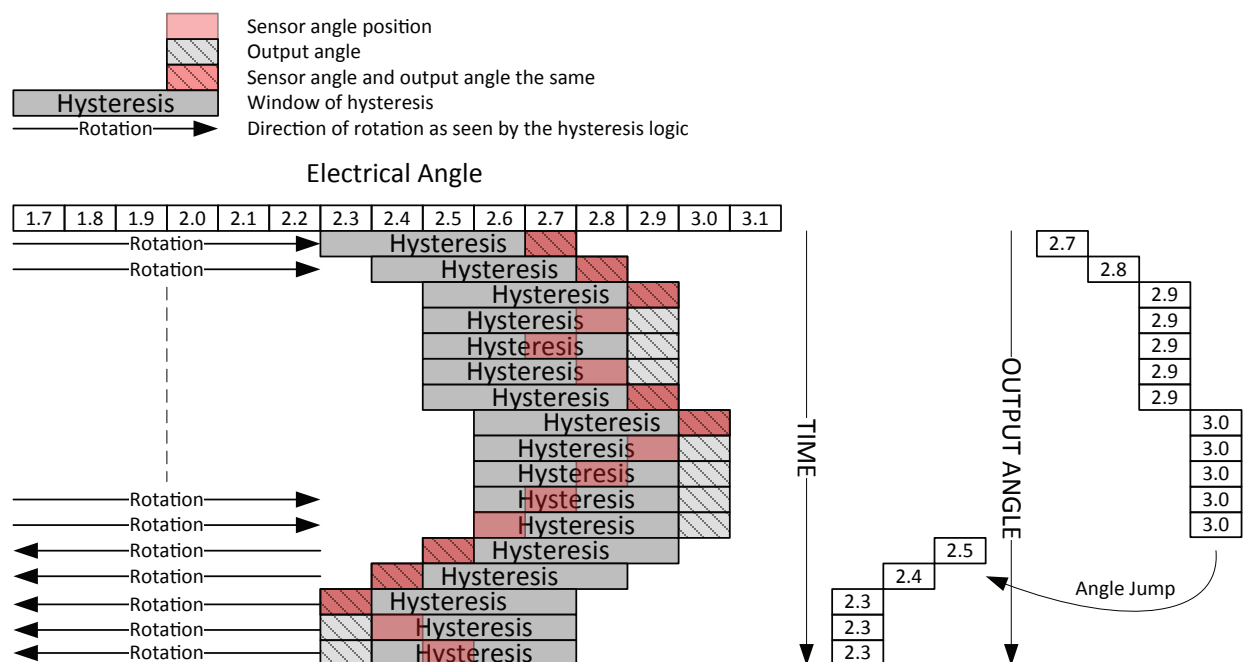 Sensor angle position
Output angle
Sensor angle and output angle the same
Hysteresis Window of hysteresis
Rotation Direction of rotation as seen by the hysteresis logic
Electrical Angle
1.7 1.8 1.9 2.0 2.1 2.2 2.3 2.4 2.5 2.6 2.7 2.8 2.9 3.0 3.1
Rotation Hysteresis 2.7
Rotation Hysteresis 2.8
Hysteresis 2.9
Hysteresis 2.9
Hysteresis 2.9
Hysteresis 2.9
Hysteresis 2.9
Hysteresis 3.0
Hysteresis 3.0
Hysteresis 3.0
Rotation Hysteresis 3.0
Rotation Hysteresis 3.0
Rotation Hysteresis 2.5
Rotation Hysteresis 2.4
Rotation Hysteresis 2.3
Rotation Hysteresis 2.3
Rotation Hysteresis 2.3
TIME
OUTPUT ANGLE
Angle Jump